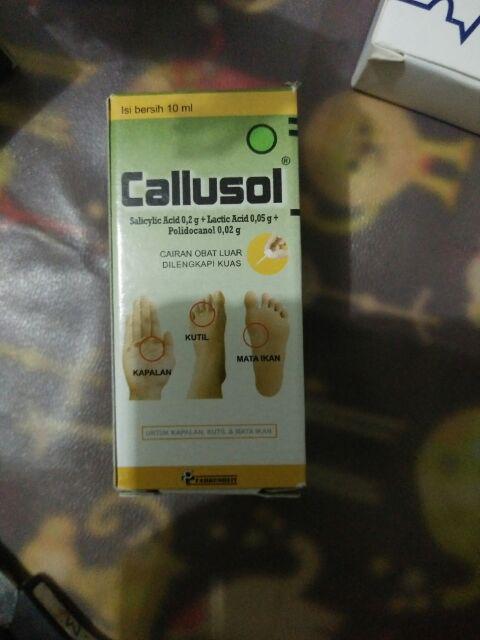 Isi bersih 10 ml
Callusol®
Salicylic Acid 0,2 g + Lactic Acid 0,05 g +
Polidocanol 0,02 g
CAIRAN OBAT LUAR
DILENGKAPI KUAS
KAPALAN
KUTIL
MATA IKAN
UNTUK KAPALAN, KUTIL & MATA IKAN
FAHRENHEIT